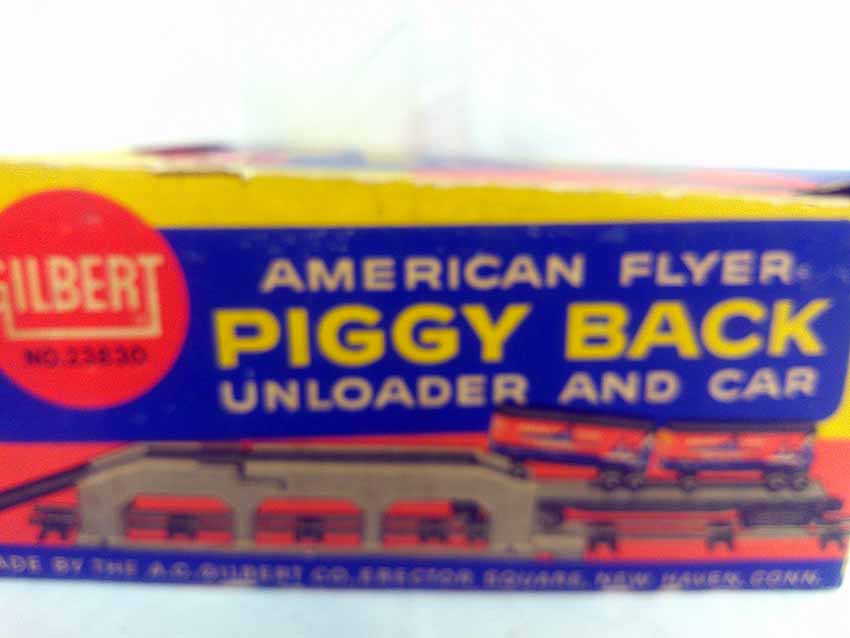 GILBERT
NO. 23830
AMERICAN FLYER
PIGGY BACK
UNLOADER AND CAR
MADE BY THE A.C. GILBERT CO. ERECTOR SQUARE, NEW HAVEN, CONN.